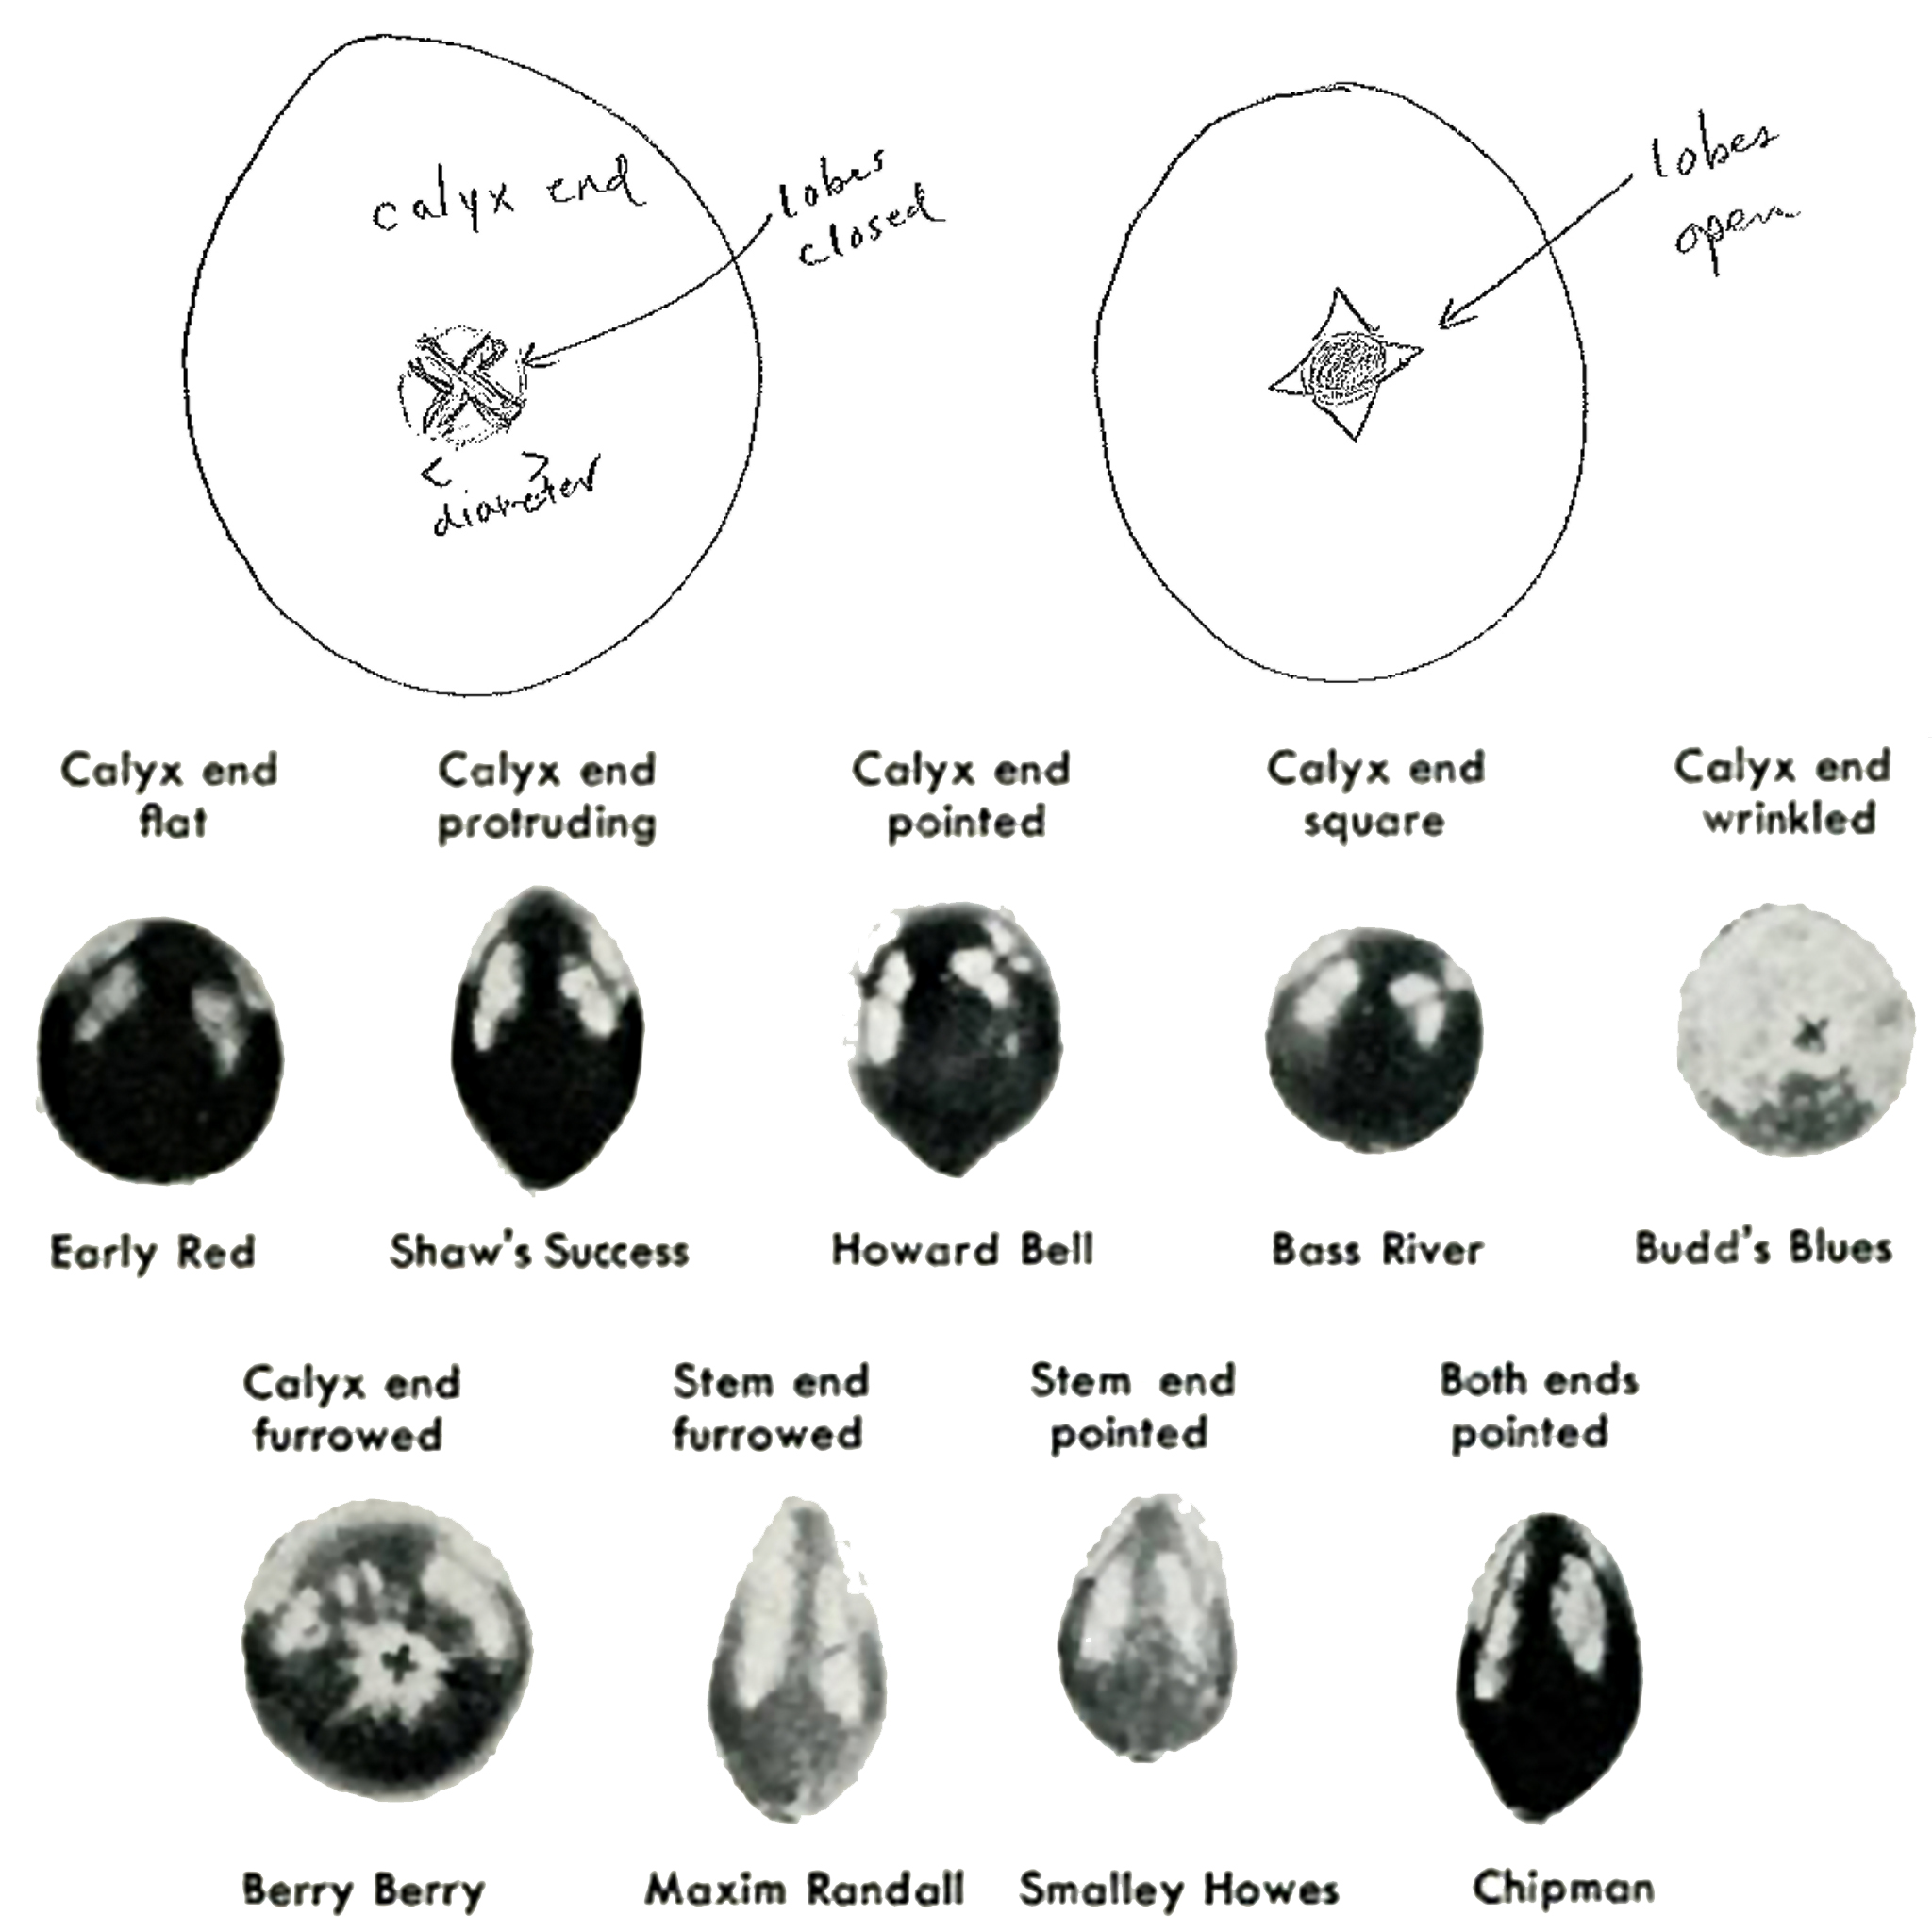 calyx end
lobes
closed
diameter
lobes
open
Calyx end
flat
Calyx end
protruding
Calyx end
pointed
Calyx end
square
Calyx end
wrinkled
Early Red
Shaw's Success
Howard Bell
Bass River
Budd's Blues
Calyx end
furrowed
Stem end
furrowed
Stem end
pointed
Both ends
pointed
Berry Berry
Maxim Randall
Smalley Howes
Chipman